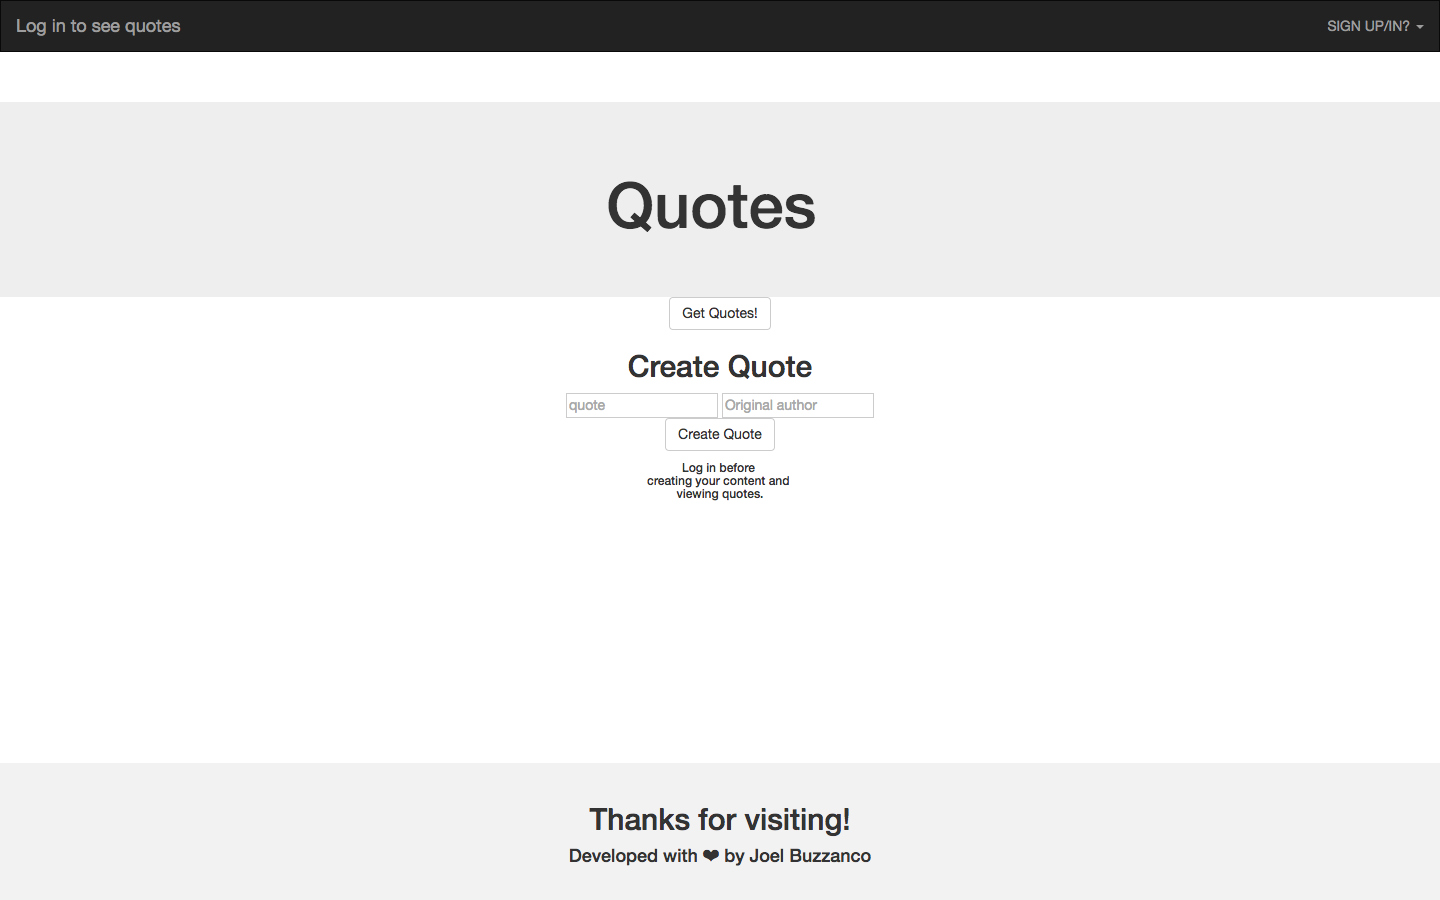 Log in to see quotes
SIGN UP/IN?
Quotes
Get Quotes!
Create Quote
quote
Original author
Create Quote
Log in before
creating your content and
viewing quotes.
Thanks for visiting!
Developed with ❤ by Joel Buzzanco